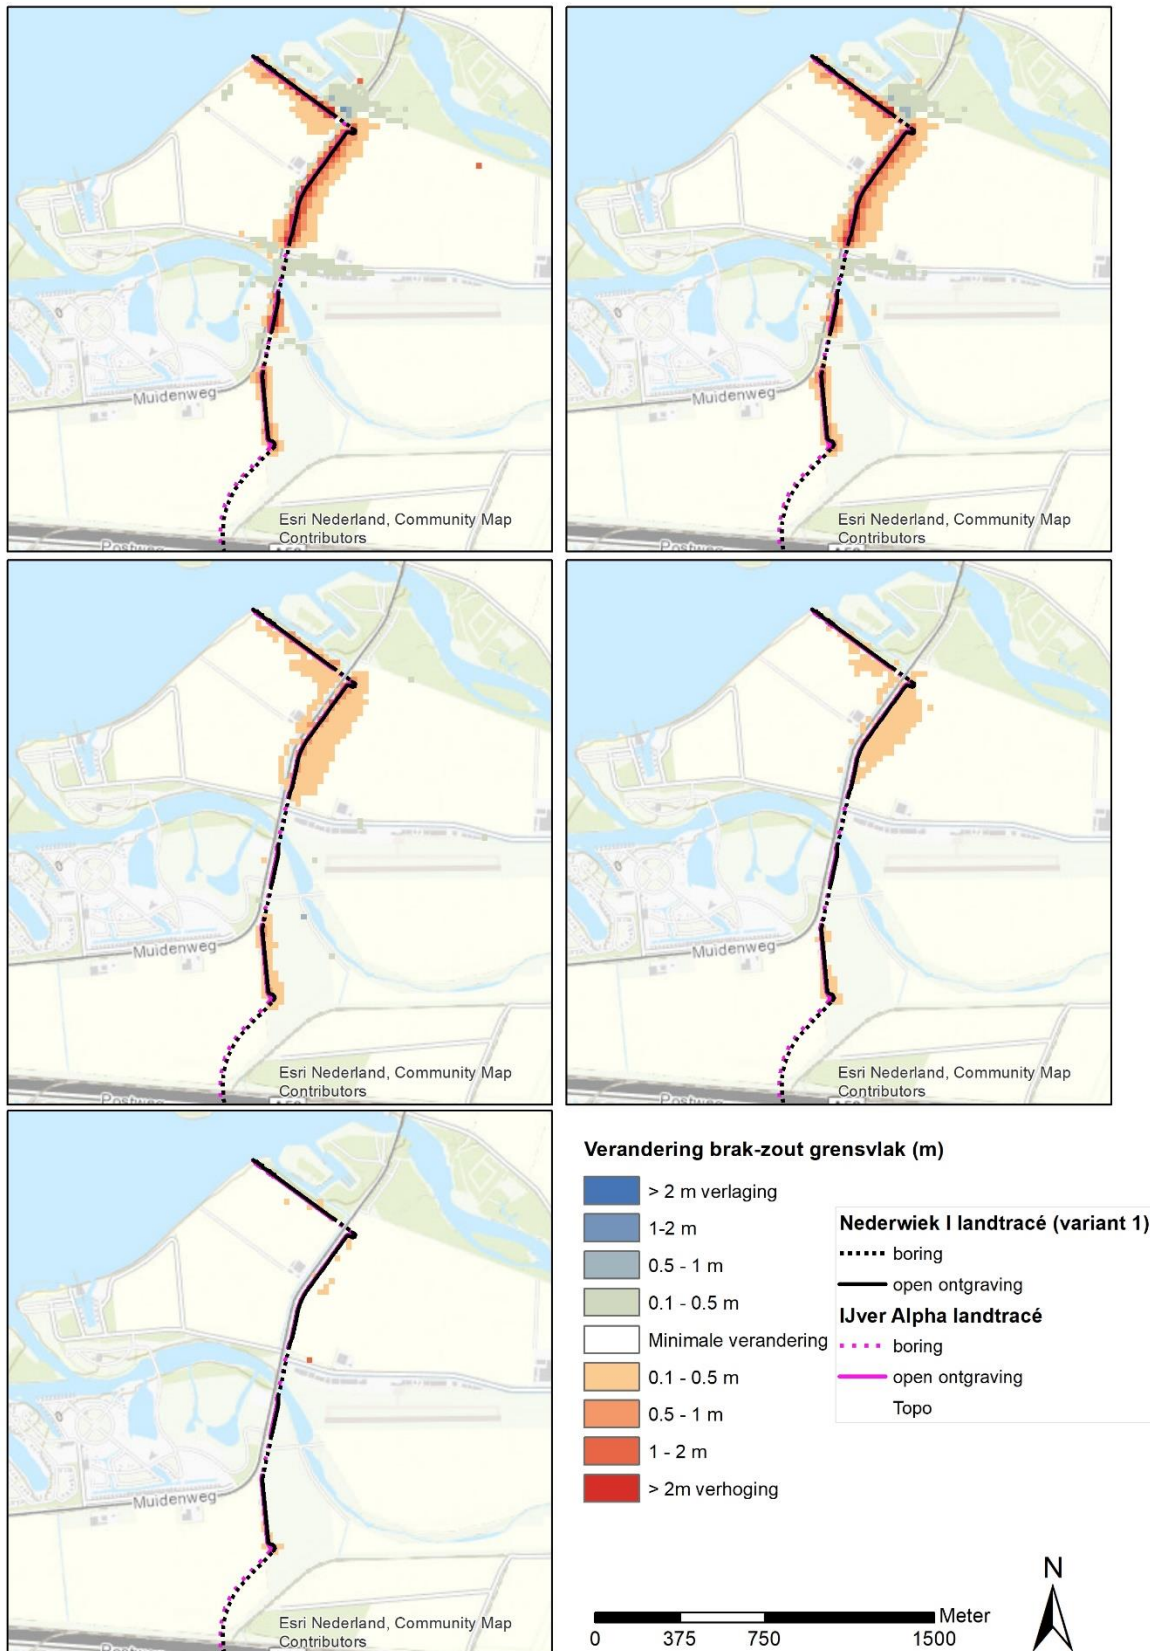 Muidenweg
Esri Nederland, Community Map
Contributors
Postweg
Muidenweg
Esri Nederland, Community Map
Contributors
Postweg
Muidenweg
Esri Nederland, Community Map
Contributors
Postweg
Muidenweg
Esri Nederland, Community Map
Contributors
Postweg
Muidenweg
Esri Nederland, Community Map
Contributors
Verandering brak-zout grensvlak (m)
> 2 m verlaging
1-2 m
0.5 - 1 m
0.1 - 0.5 m
Minimale verandering
0.1 - 0.5 m
0.5 - 1 m
1 - 2 m
> 2m verhoging
Nederwiek I landtracé (variant 1)
boring
open ontgraving
IJver Alpha landtracé
boring
open ontgraving
Topo
N
Meter
0 375 750 1500